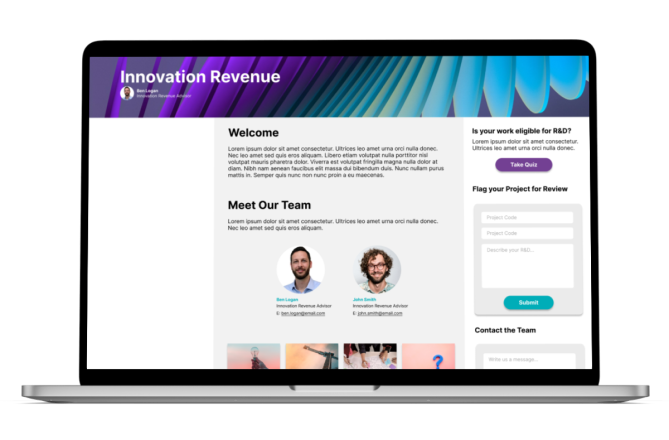 Innovation Revenue
Ben Logan
Innovation Revenue Advisor
Welcome
Lorem ipsum dolor sit amet consectetur. Ultrices leo amet urna orci nulla donec.
Nec leo amet sed quis eros aliquam. Libero etiam volutpat nulla porttitor nisl
volutpat mauris pharetra dolor. Viverra est volutpat fringilla magna nulla dolor at
diam. Nibh nam aenean faucibus elit massa dui bibendum duis. Nunc nullam purus
mattis in. Semper quis nunc non nunc proin a eu maecenas.
Meet Our Team
Lorem ipsum dolor sit amet consectetur. Ultrices leo amet urna orci nulla donec.
Nec leo amet sed quis eros aliquam.
Ben Logan
Innovation Revenue Advisor
E: ben.logan@email.com
John Smith
Innovation Revenue Advisor
E: john.smith@email.com
?
Is your work eligible for R&D?
Lorem ipsum dolor sit amet consectetur.
Ultrices leo amet urna orci nulla donec.
Take Quiz
Flag your Project for Review
Project Code
Project Code
Describe your R&D...
Submit
Contact the Team
Write us a message...